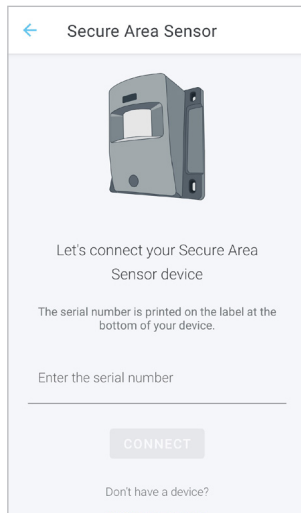 Secure Area Sensor
Let's connect your Secure Area
Sensor device
The serial number is printed on the label at the
bottom of your device.
Enter the serial number
CONNECT
Don't have a device?